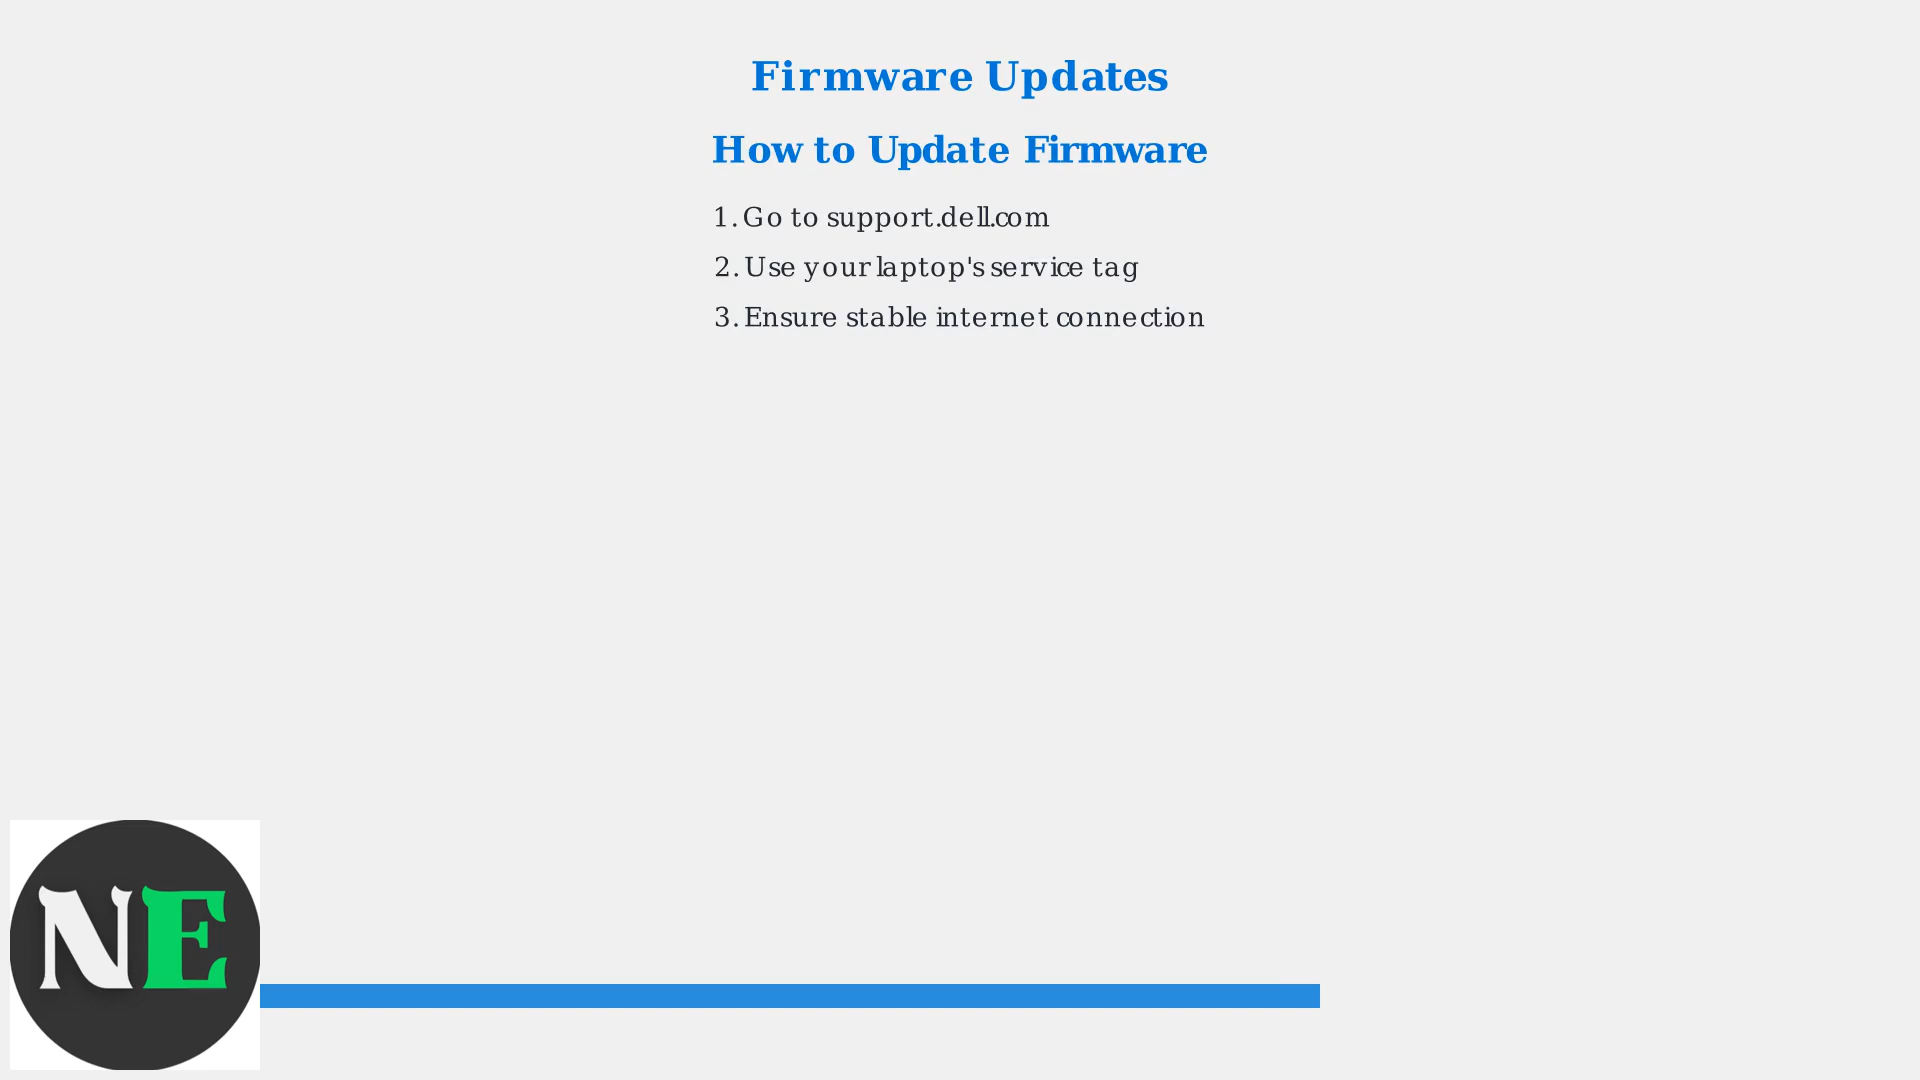 Firmware Updates
How to Update Firmware
1. Go to support.dell.com
2. Use your laptop's service tag
3. Ensure stable internet connection
NE